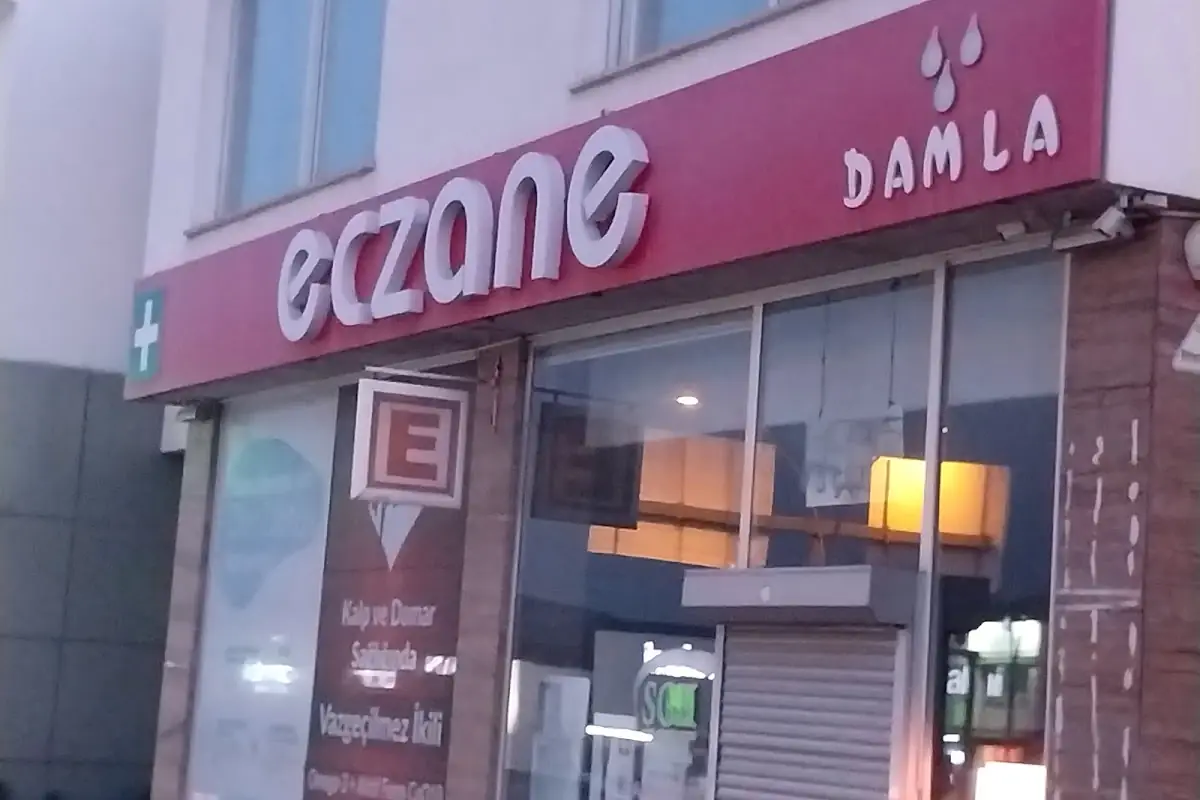 eczane
DAMLA
E
Kalp ve Damar
Sağlığında
Vazgeçilmez İkili